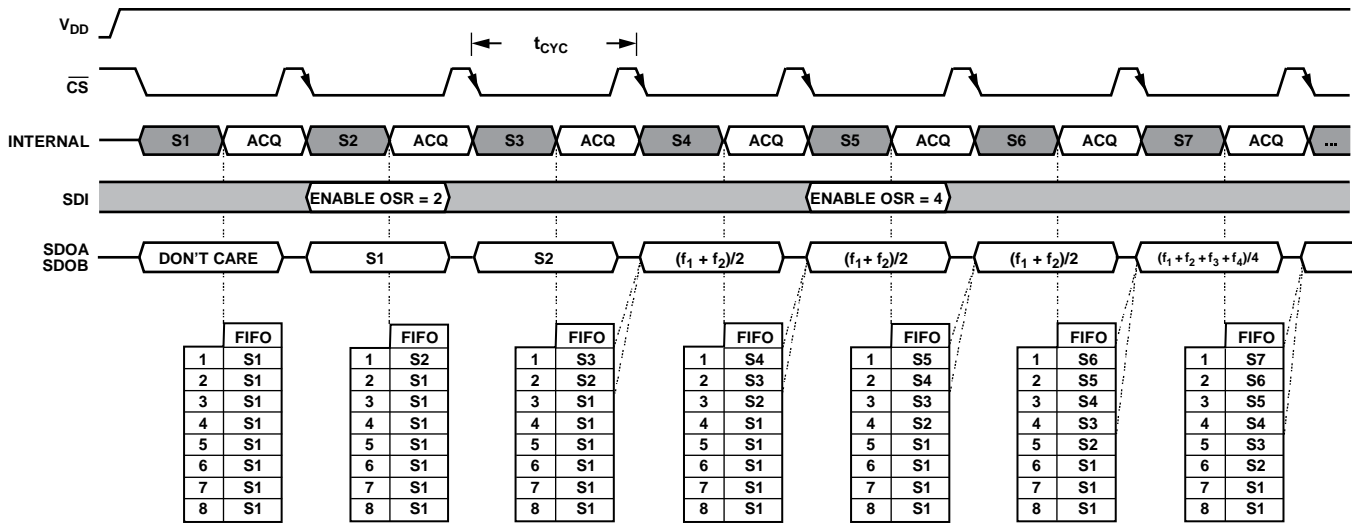 VDD
tCYC
CS
INTERNAL S1 ACQ S2 ACQ S3 ACQ S4 ACQ S5 ACQ S6 ACQ S7 ACQ ...
SDI ENABLE OSR = 2 ENABLE OSR = 4
SDOA
SDOB DON'T CARE S1 S2 (f1 + f2)/2 (f1+ f2)/2 (f1 + f2)/2 (f1 + f2 + f3 + f4)/4
FIFO FIFO FIFO FIFO FIFO FIFO FIFO
1 S1 1 S2 1 S3 1 S4 1 S5 1 S6 1 S7
2 S1 2 S1 2 S2 2 S3 2 S4 2 S5 2 S6
3 S1 3 S1 3 S1 3 S2 3 S3 3 S4 3 S5
4 S1 4 S1 4 S1 4 S1 4 S2 4 S3 4 S4
5 S1 5 S1 5 S1 5 S1 5 S1 5 S2 5 S3
6 S1 6 S1 6 S1 6 S1 6 S1 6 S1 6 S2
7 S1 7 S1 7 S1 7 S1 7 S1 7 S1 7 S1
8 S1 8 S1 8 S1 8 S1 8 S1 8 S1 8 S1